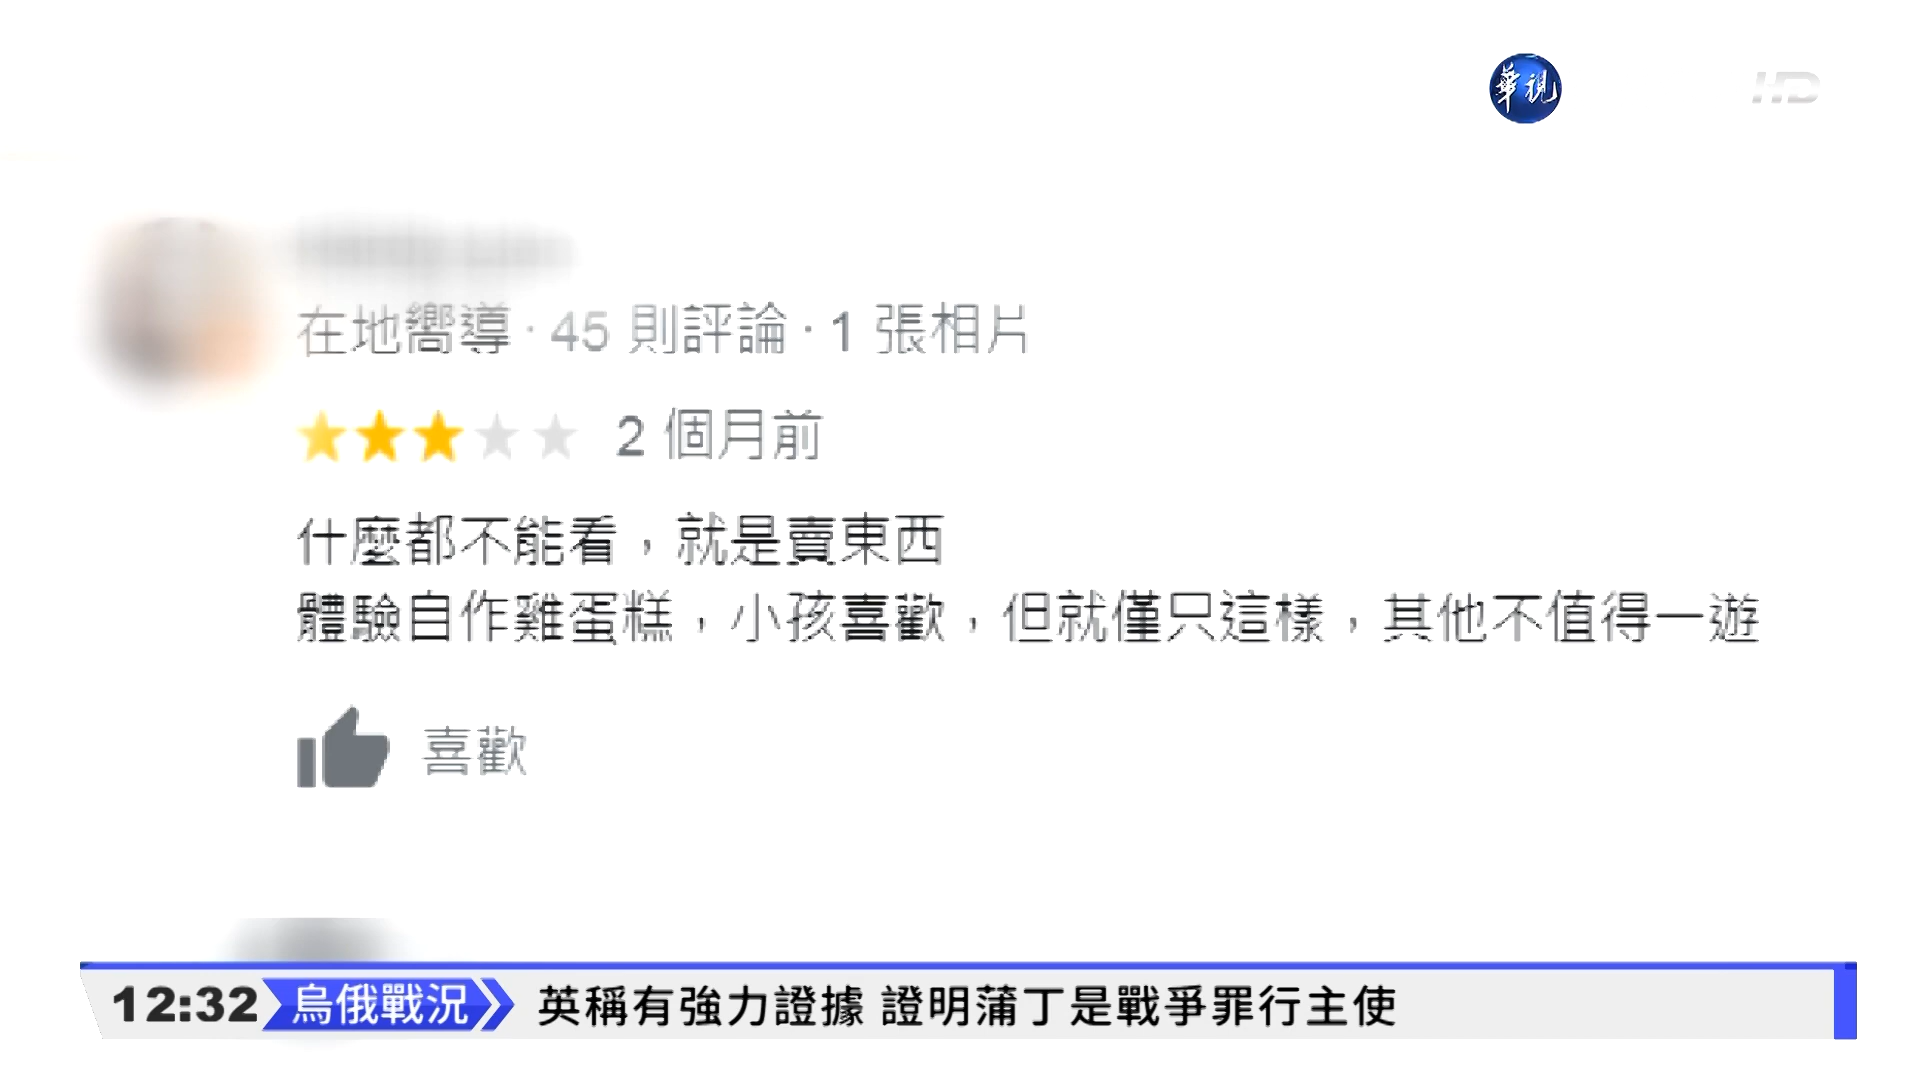 華視
HD
在地嚮導 · 45 則評論 · 1 張相片
2 個月前
什麼都不能看，就是賣東西
體驗自作雞蛋糕，小孩喜歡，但就僅只這樣，其他不值得一遊
喜歡
12:32 烏俄戰況 英稱有強力證據 證明蒲丁是戰爭罪行主使